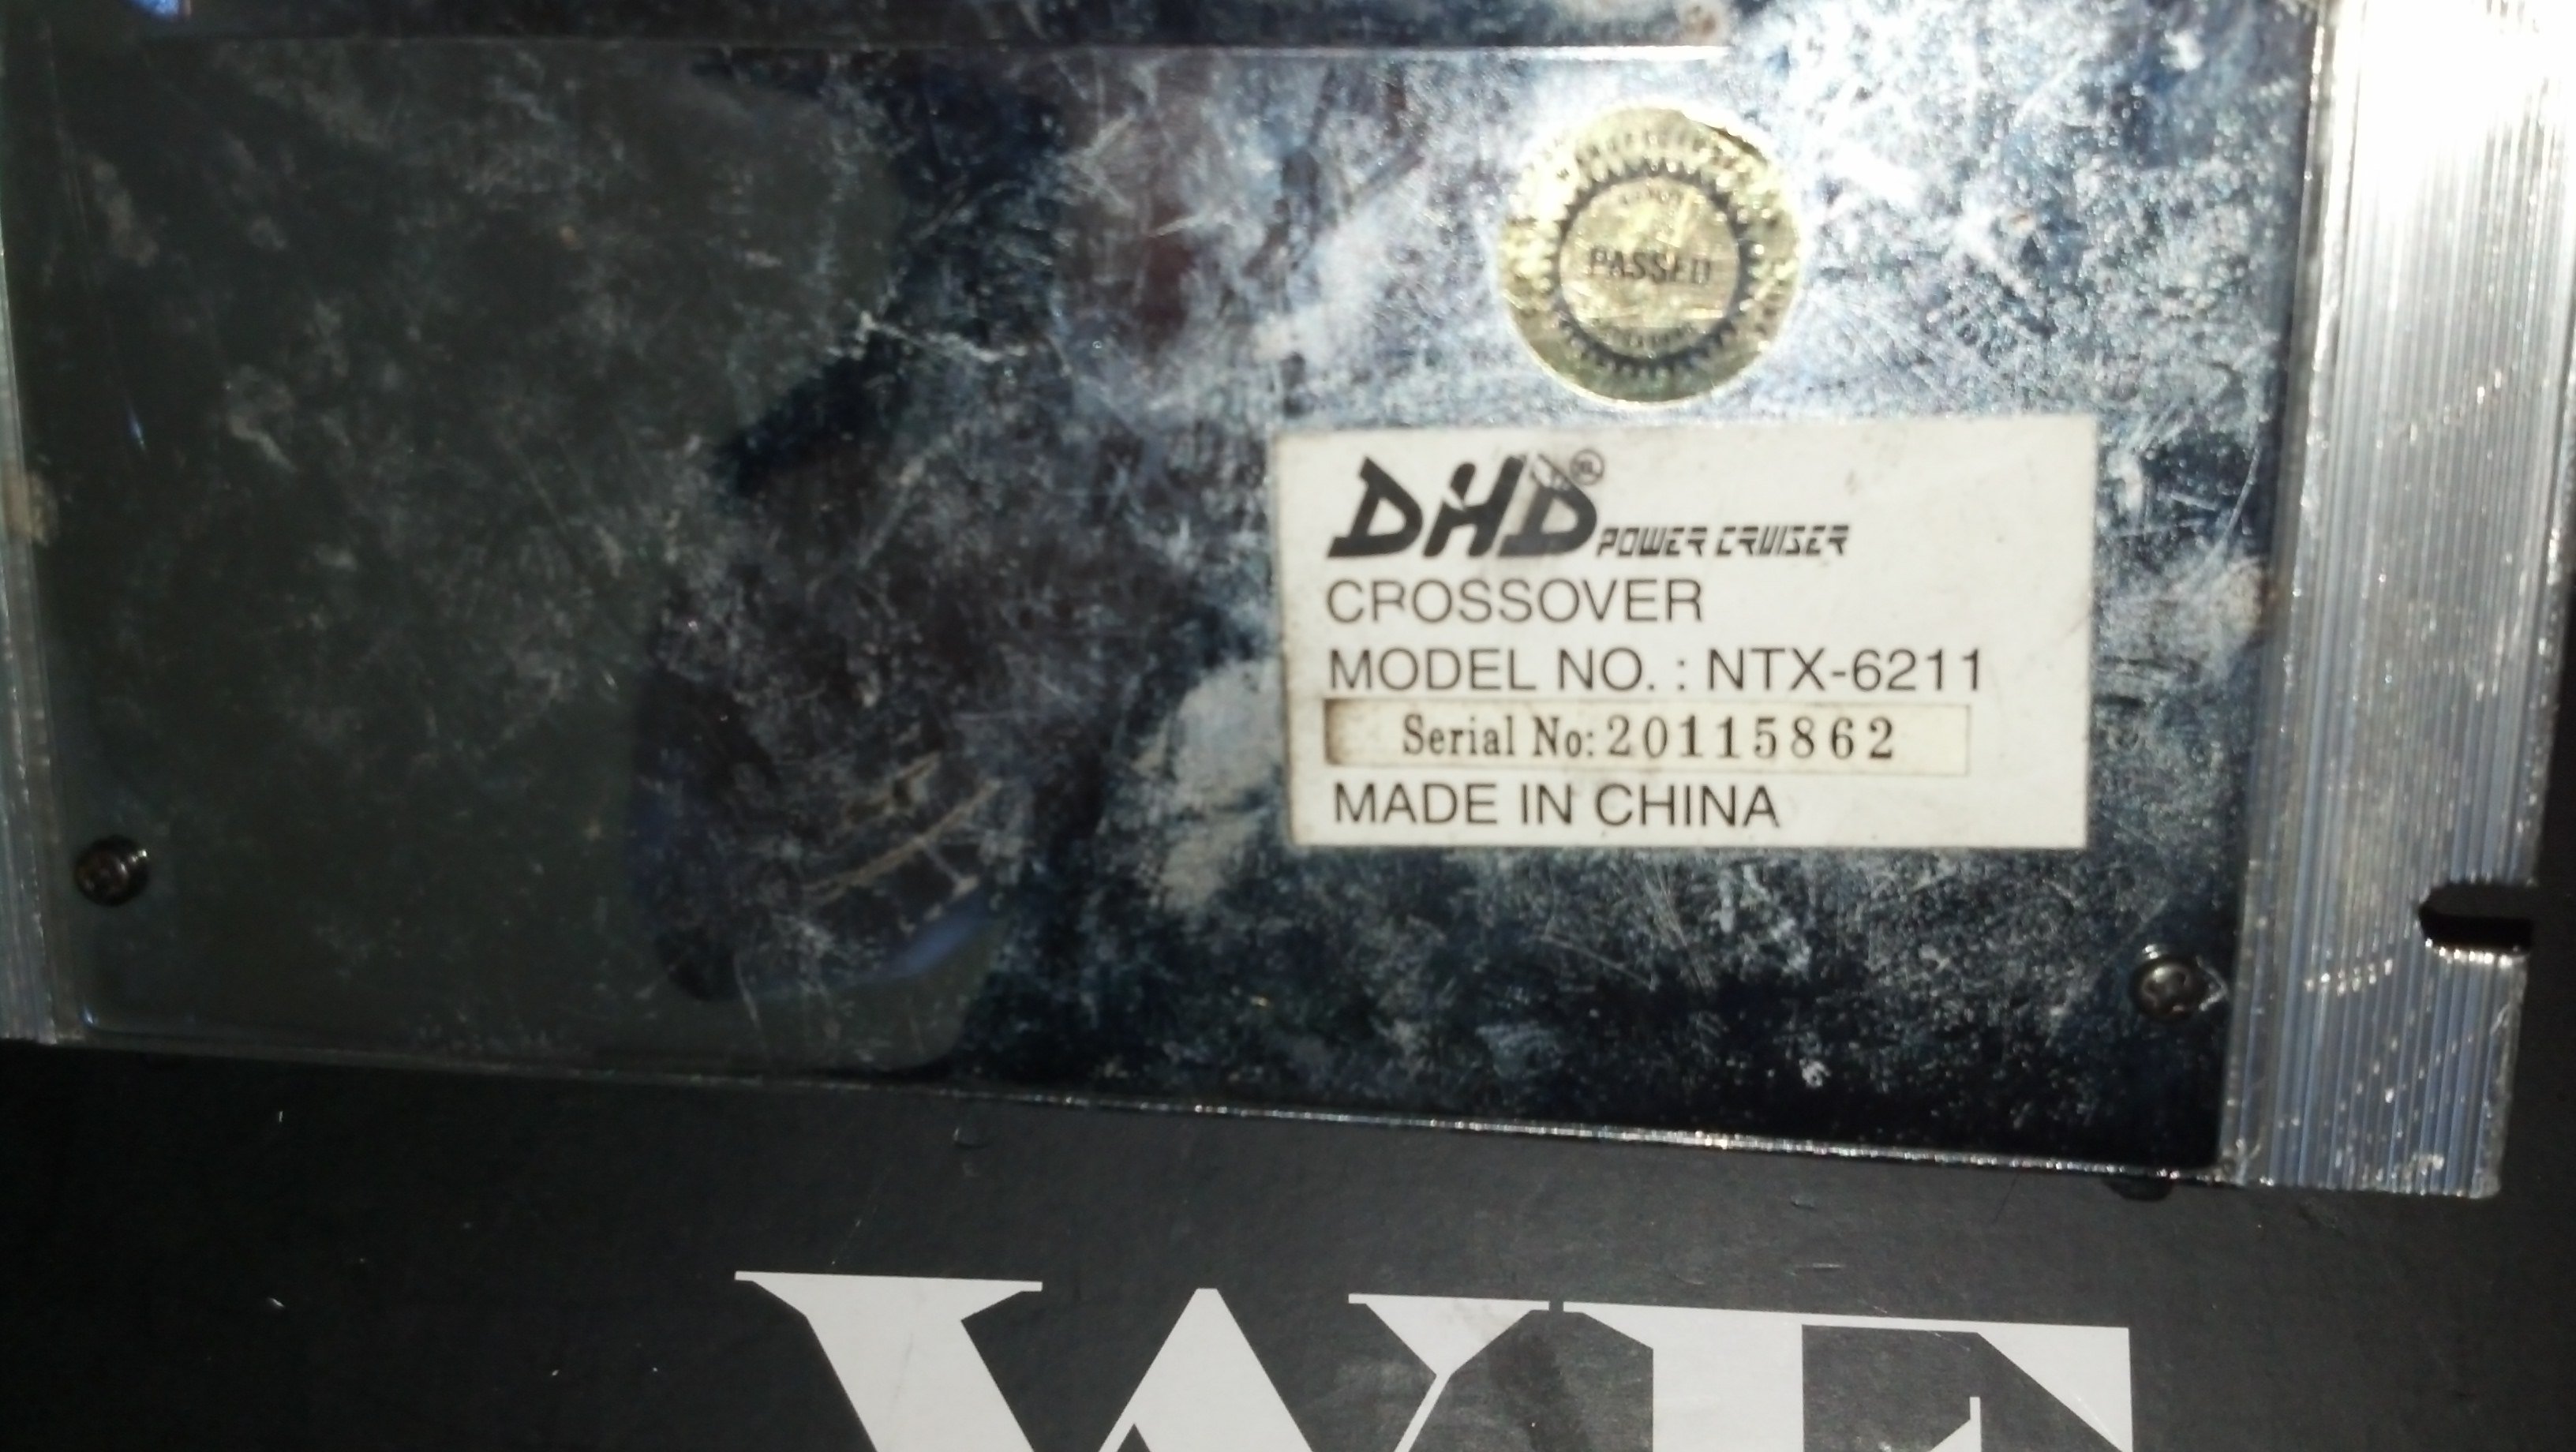 PASSED
DHD® POWER CRUISER
CROSSOVER
MODEL NO. : NTX-6211
Serial No: 20115862
MADE IN CHINA